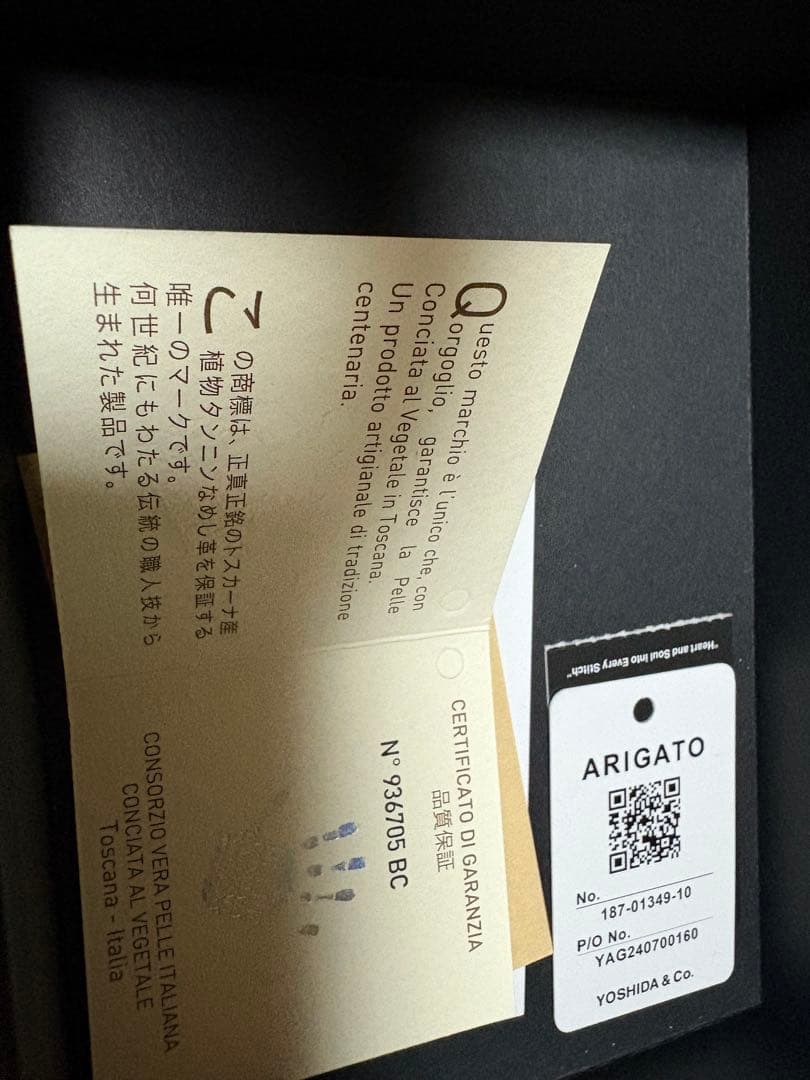 Questo marchio è l'unico che, con
orgoglio, garantisce la Pelle
Conciata al Vegetale in Toscana.
Un prodotto artigianale di tradizione
centenaria.
この商標は、正真正銘のトスカーナ産
植物タンニンなめし革を保証する
唯一のマークです。
何世紀にもわたる伝統の職人技から
生まれた製品です。
CERTIFICATO DI GARANZIA
品質保証
N° 936705 BC
CONSORZIO VERA PELLE ITALIANA
CONCIATA AL VEGETALE
Toscana - Italia
"Heart and Soul into Every Stitch"
ARIGATO
No.
187-01349-10
P/O No.
YAG240700160
YOSHIDA & Co.